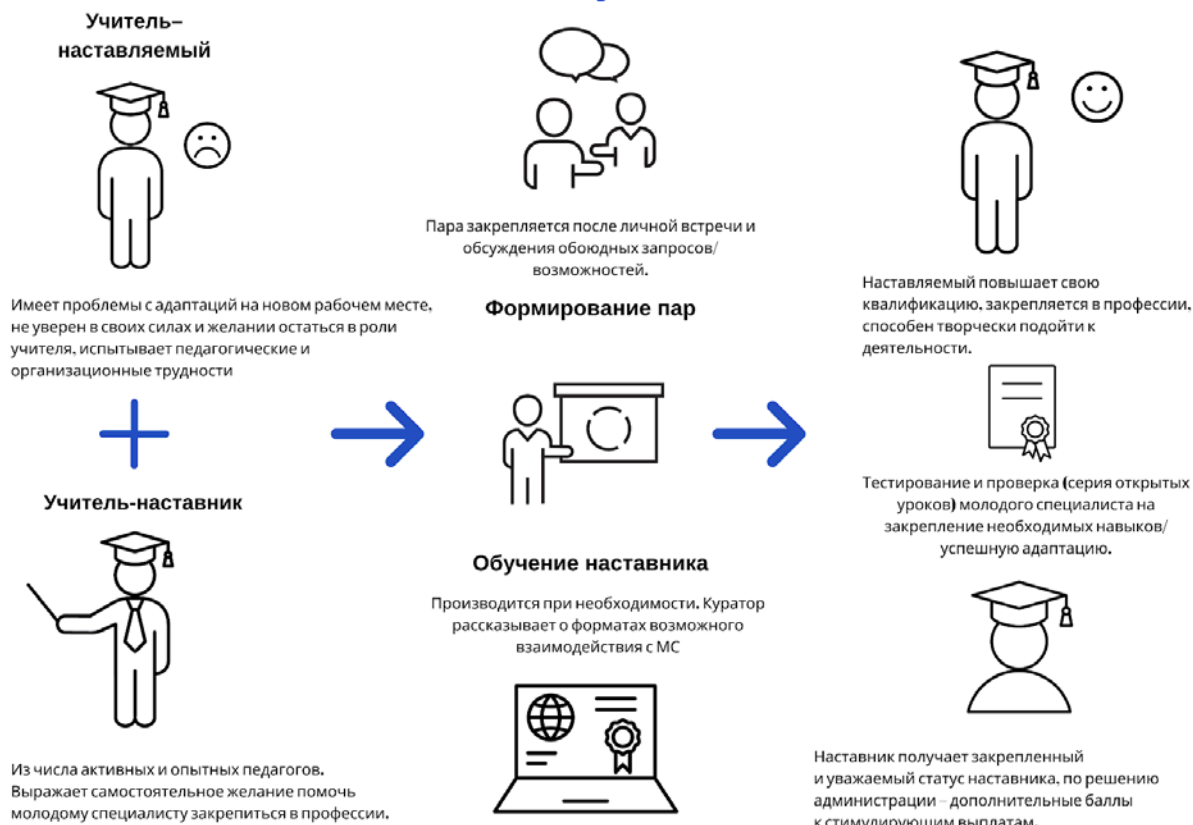 Учитель–
наставляемый
Имеет проблемы с адаптаций на новом рабочем месте,
не уверен в своих силах и желании остаться в роли
учителя, испытывает педагогические и
организационные трудности
Учитель-наставник
Из числа активных и опытных педагогов.
Выражает самостоятельное желание помочь
молодому специалисту закрепиться в профессии.
Пара закрепляется после личной встречи и
обсуждения обоюдных запросов/
возможностей.
Формирование пар
Обучение наставника
Производится при необходимости. Куратор
рассказывает о форматах возможного
взаимодействия с МС
Наставляемый повышает свою
квалификацию, закрепляется в профессии,
способен творчески подойти к
деятельности.
Тестирование и проверка (серия открытых
уроков) молодого специалиста на
закрепление необходимых навыков/
успешную адаптацию.
Наставник получает закрепленный
и уважаемый статус наставника, по решению
администрации – дополнительные баллы
к стимулирующим выплатам.